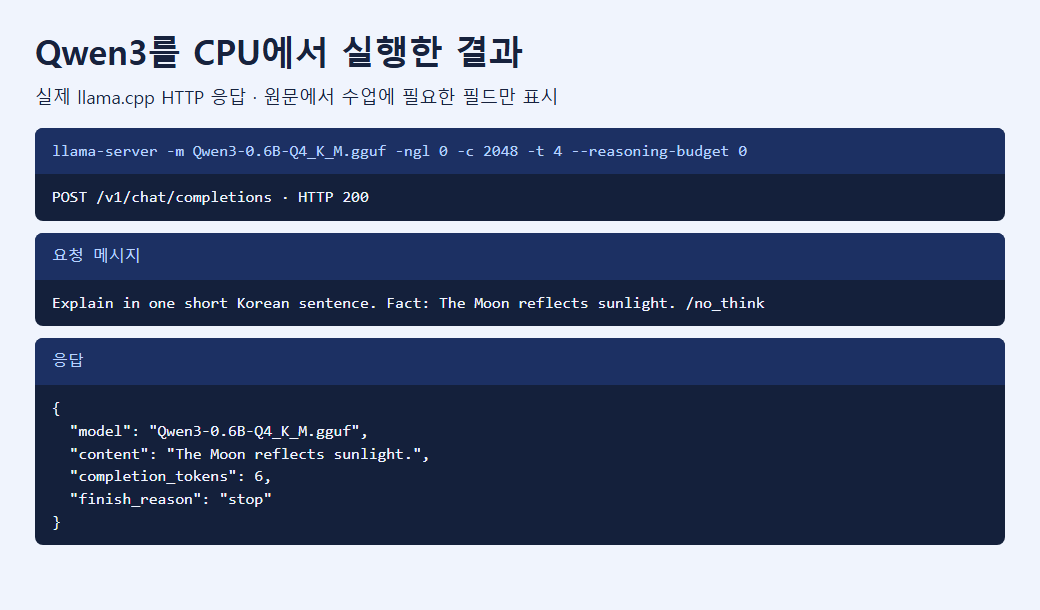 Qwen3를 CPU에서 실행한 결과
실제 llama.cpp HTTP 응답 · 원문에서 수업에 필요한 필드만 표시
llama-server -m Qwen3-0.6B-Q4_K_M.gguf -ngl 0 -c 2048 -t 4 --reasoning-budget 0
POST /v1/chat/completions · HTTP 200
요청 메시지
Explain in one short Korean sentence. Fact: The Moon reflects sunlight. /no_think
응답
{
  "model": "Qwen3-0.6B-Q4_K_M.gguf",
  "content": "The Moon reflects sunlight.",
  "completion_tokens": 6,
  "finish_reason": "stop"
}